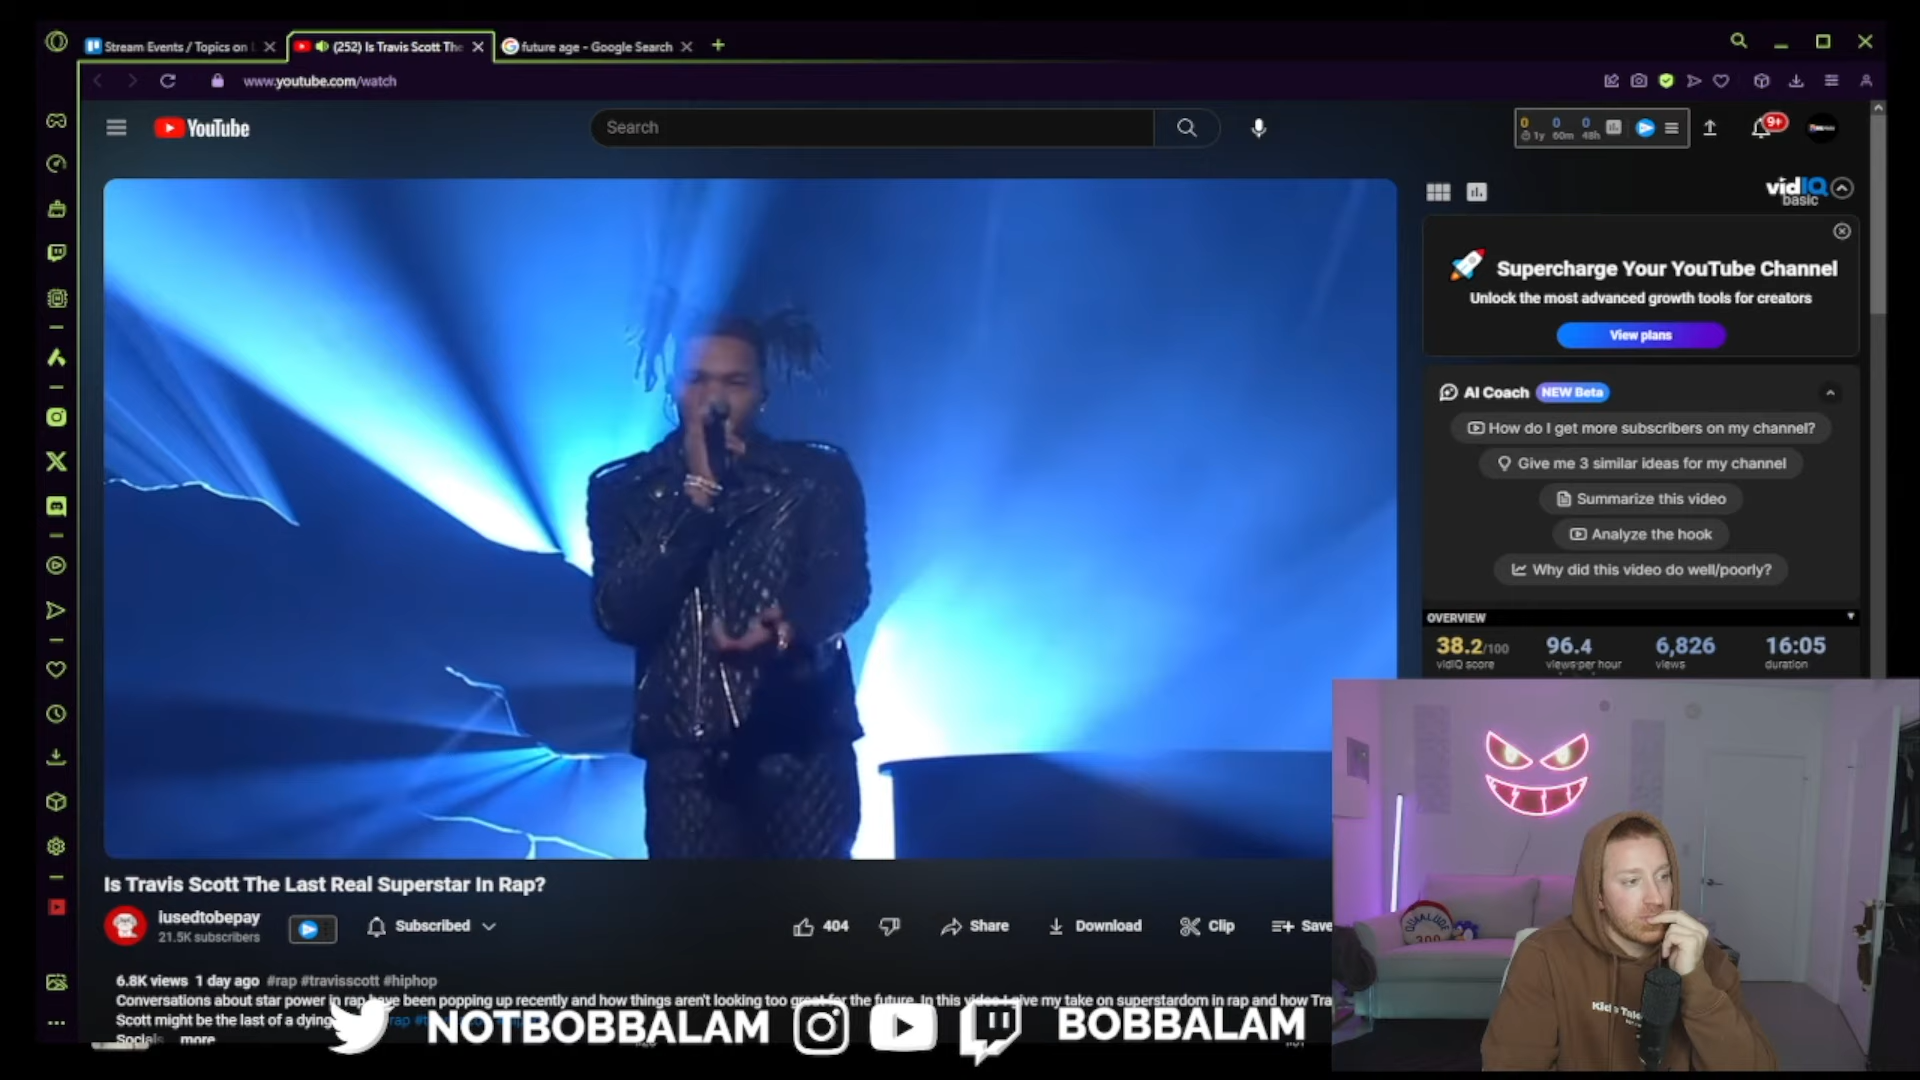 Stream Events / Topics on
(252) Is Travis Scott The
future age - Google Search
www.youtube.com/watch
YouTube
Search
0 0 0
1y 60m 48h
9+
vidIQ
basic
Supercharge Your YouTube Channel
Unlock the most advanced growth tools for creators
View plans
AI Coach NEW Beta
How do I get more subscribers on my channel?
Give me 3 similar ideas for my channel
Summarize this video
Analyze the hook
Why did this video do well/poorly?
OVERVIEW
38.2/100 96.4 6,826 16:05
vidIQ score views per hour views duration
Is Travis Scott The Last Real Superstar In Rap?
iusedtobepay
21.5K subscribers
Subscribed
404
Share
Download
Clip
Save
6.8K views 1 day ago #rap #travisscott #hiphop
Conversations about star power in rap have been popping up recently and how things aren't looking too great for the future. In this video I give my take on superstardom in rap and how Tra
Scott might be the last of a dying
Socials more
NOTBOBBALAM
BOBBALAM